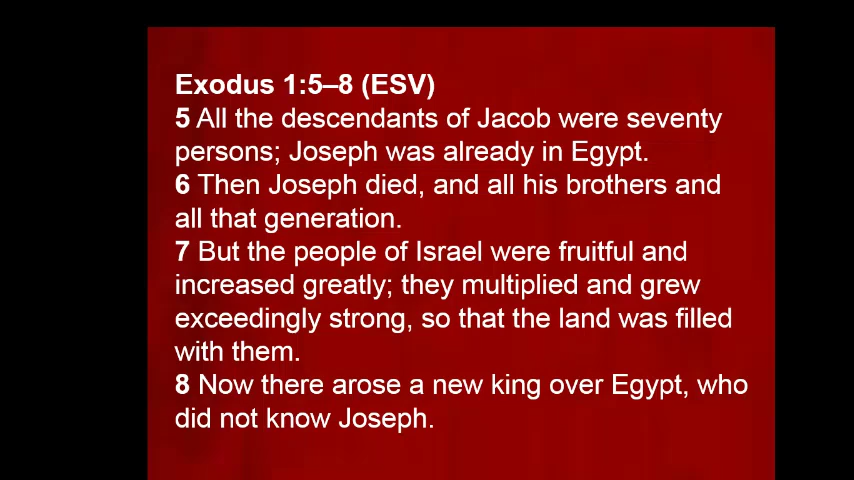 Exodus 1:5–8 (ESV)
5 All the descendants of Jacob were seventy
persons; Joseph was already in Egypt.
6 Then Joseph died, and all his brothers and
all that generation.
7 But the people of Israel were fruitful and
increased greatly; they multiplied and grew
exceedingly strong, so that the land was filled
with them.
8 Now there arose a new king over Egypt, who
did not know Joseph.